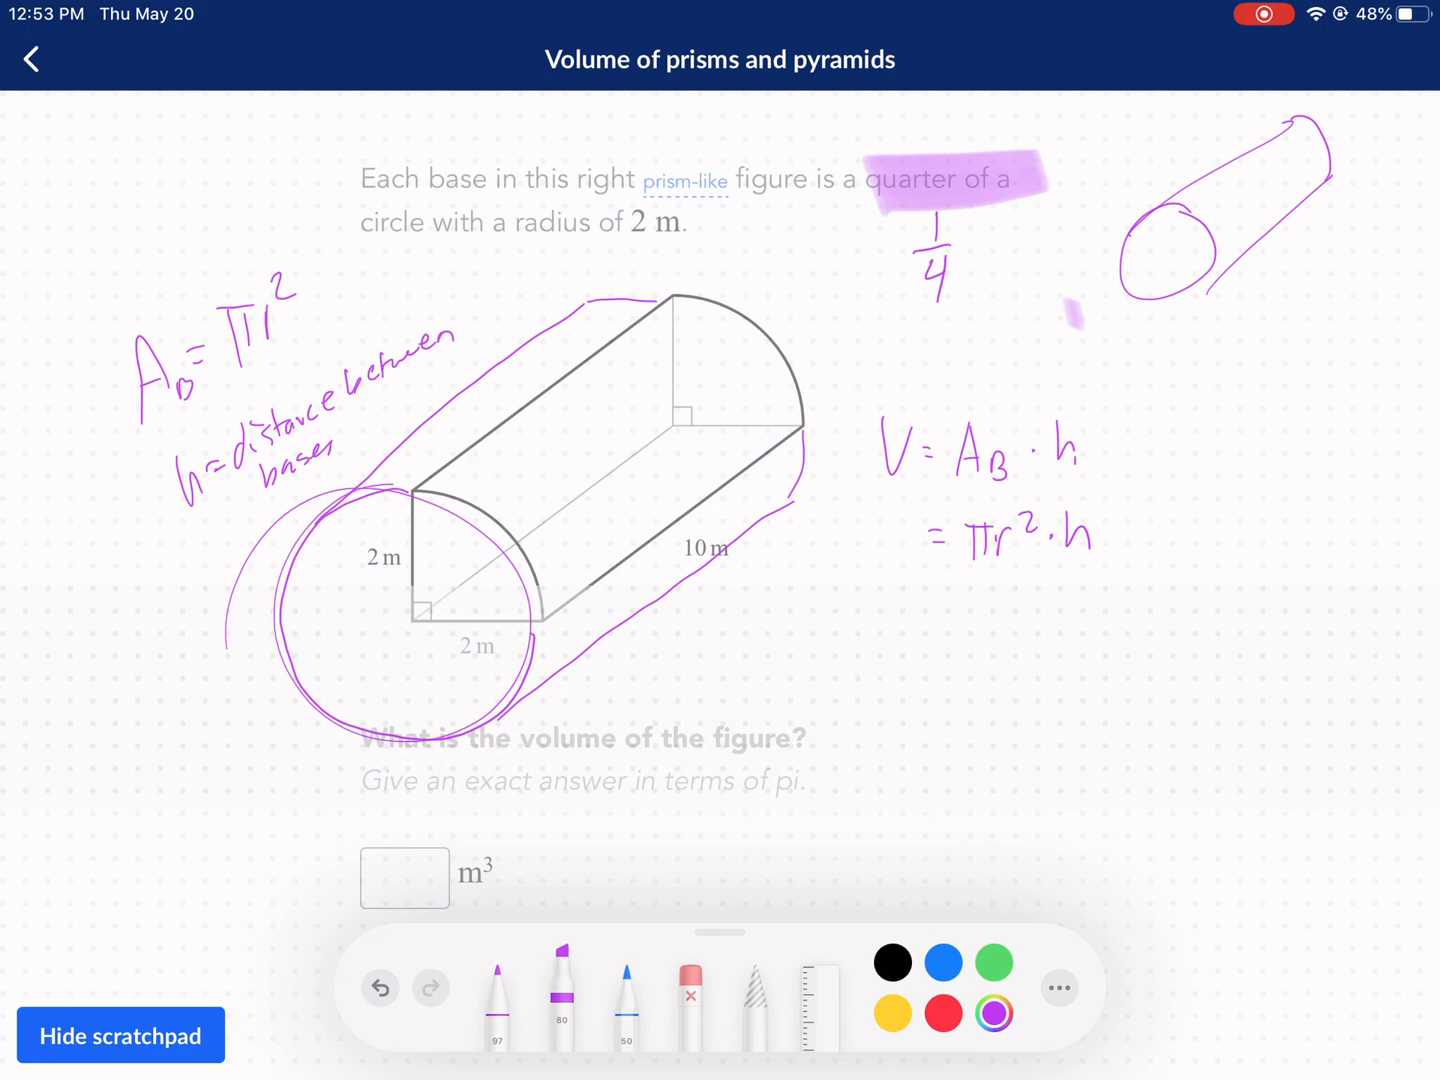 12:53 PM Thu May 20
48%
Volume of prisms and pyramids
Each base in this right prism-like figure is a quarter of a
circle with a radius of 2 m.
1/4
A_B = πr²
h = distance between
bases
V = A_B · h
= πr² · h
2 m
10 m
2 m
What is the volume of the figure?
Give an exact answer in terms of pi.
m³
97
80
50
Hide scratchpad